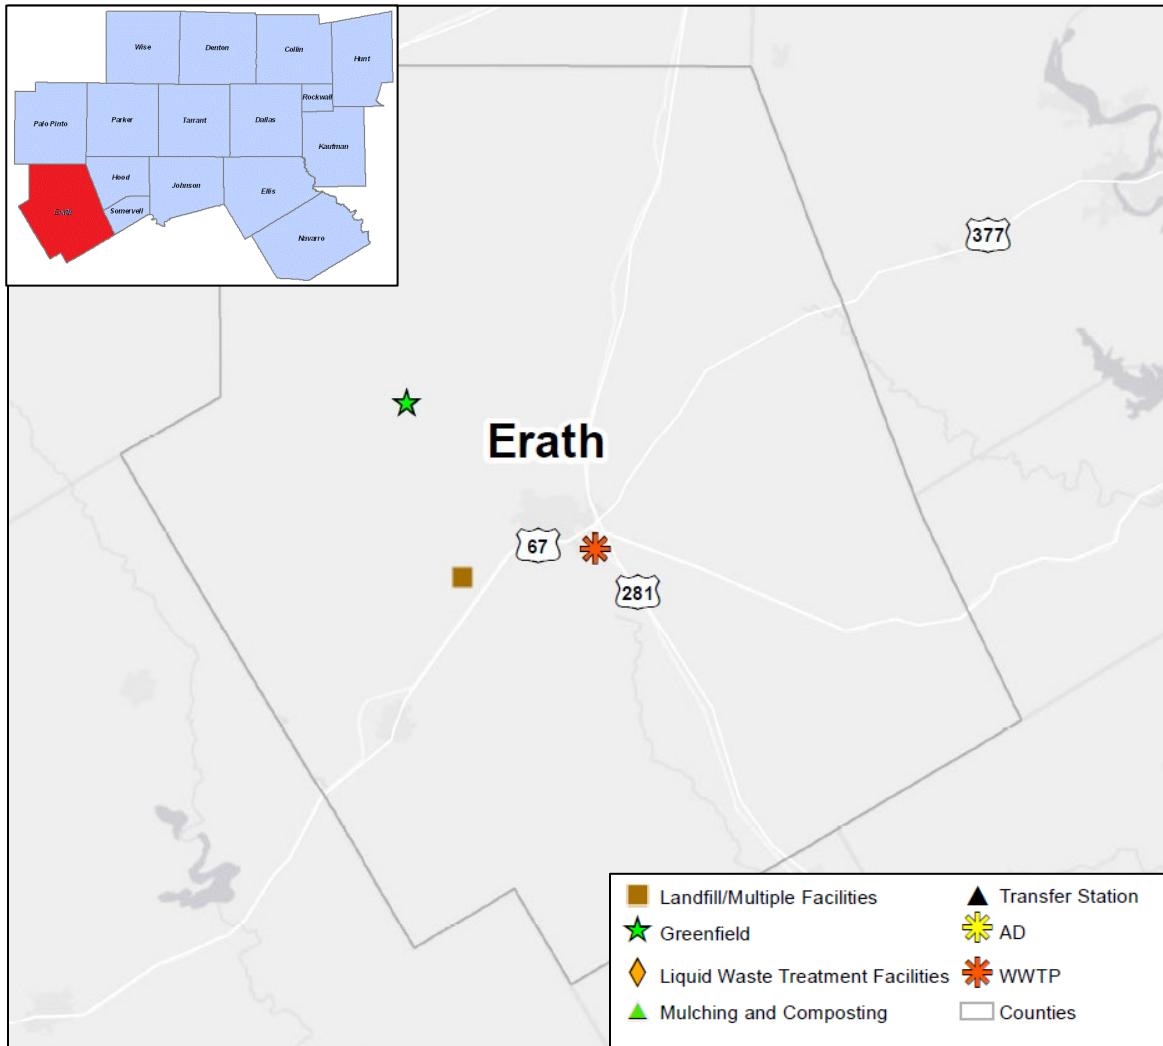 Wise
Denton
Collin
Hunt
Rockwall
Palo Pinto
Parker
Tarrant
Dallas
Kaufman
Hood
Johnson
Ellis
Erath
Somervell
Navarro
377
Erath
67
281
Landfill/Multiple Facilities
Transfer Station
Greenfield
AD
Liquid Waste Treatment Facilities
WWTP
Mulching and Composting
Counties